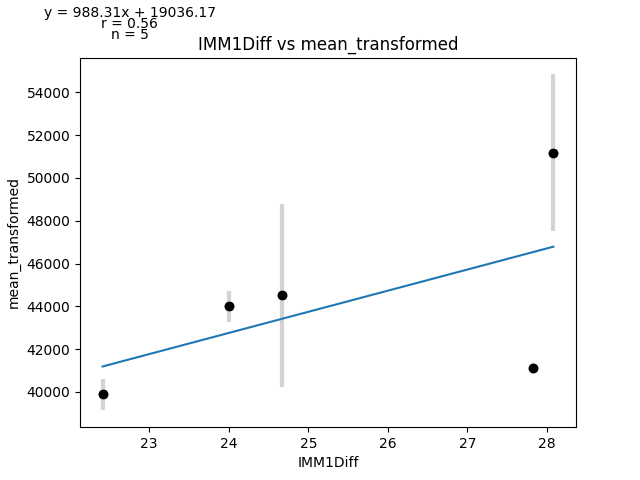 y = 988.31x + 19036.17
r = 0.56
n = 5
IMM1Diff vs mean_transformed
54000
52000
50000
48000
46000
44000
42000
40000
mean_transformed
23 24 25 26 27 28
IMM1Diff